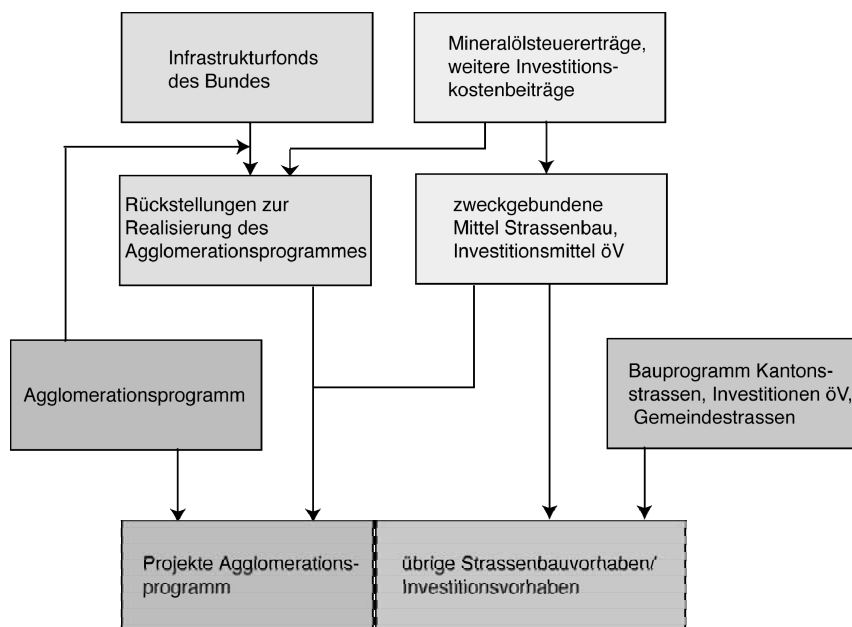 Infrastrukturfonds
des Bundes
Mineralölsteuererträge,
weitere Investitions-
kostenbeiträge
Rückstellungen zur
Realisierung des
Agglomerationsprogrammes
zweckgebundene
Mittel Strassenbau,
Investitionsmittel öV
Agglomerationsprogramm
Bauprogramm Kantons-
strassen, Investitionen öV,
Gemeindestrassen
Projekte Agglomerations-
programm
übrige Strassenbauvorhaben/
Investitionsvorhaben